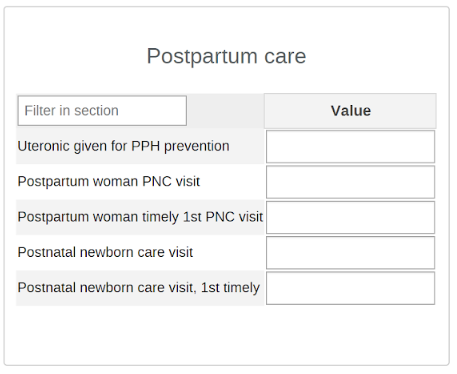 Postpartum care
Filter in section
Value
Uteronic given for PPH prevention
Postpartum woman PNC visit
Postpartum woman timely 1st PNC visit
Postnatal newborn care visit
Postnatal newborn care visit, 1st timely